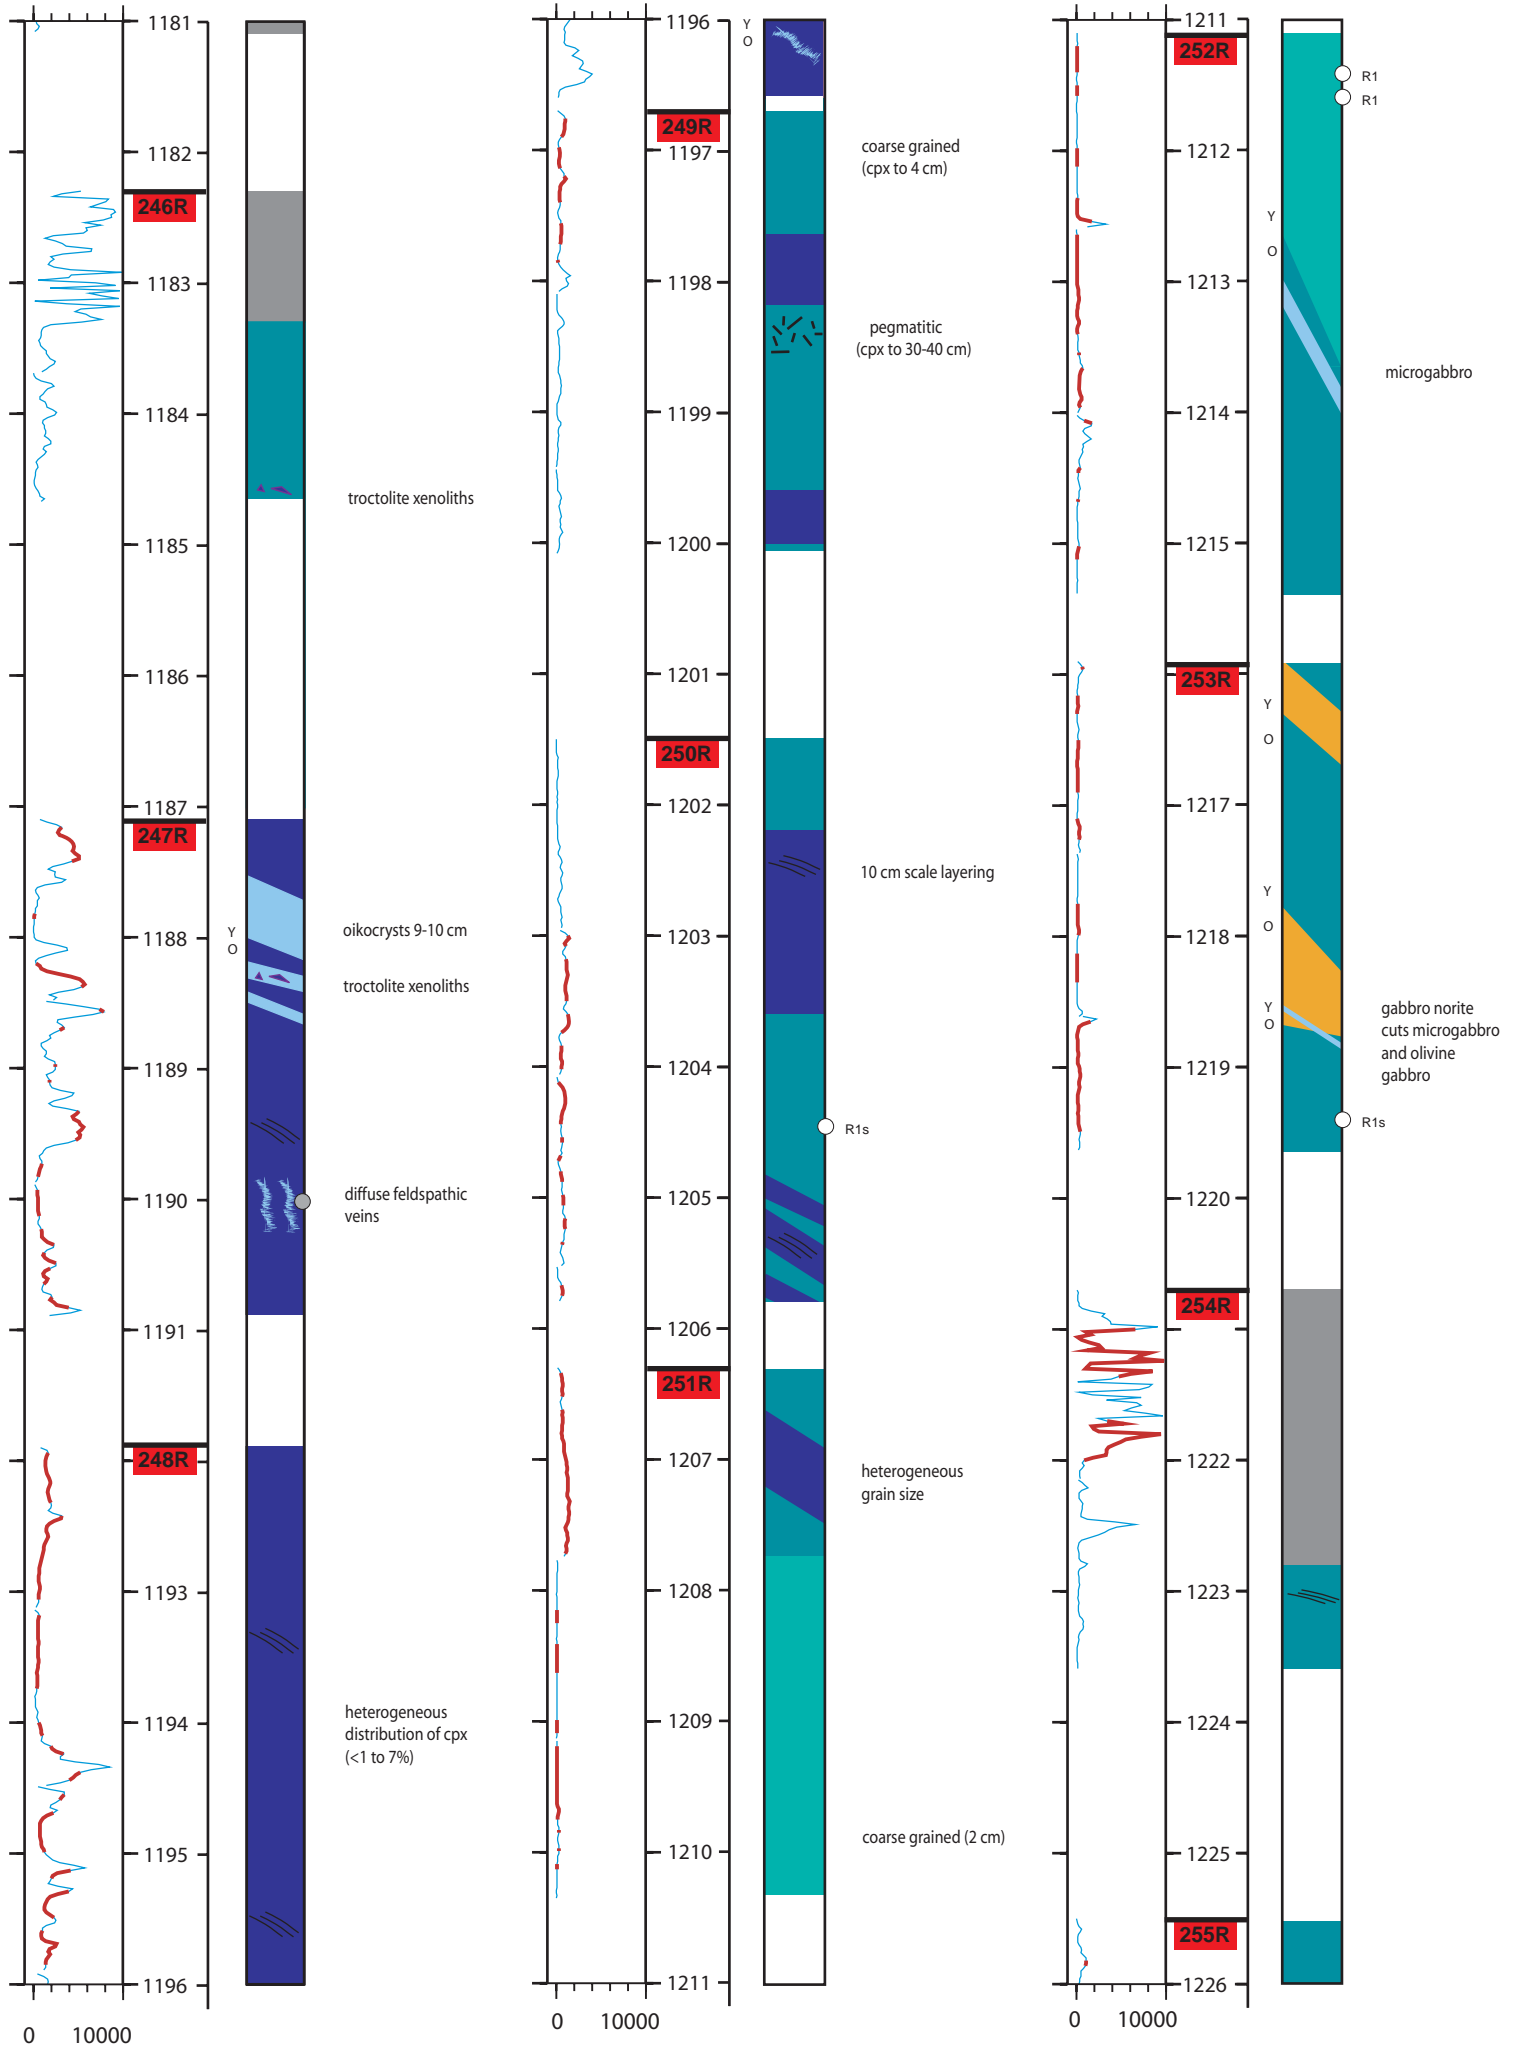 1181
1182
246R
1183
1184
troctolite xenoliths
1185
1186
1187
247R
Y
O
1188
oikocrysts 9-10 cm
troctolite xenoliths
1189
1190
diffuse feldspathic
veins
1191
248R
1193
heterogeneous
distribution of cpx
(<1 to 7%)
1194
1195
1196
0 10000
1196
Y
O
249R
1197
coarse grained
(cpx to 4 cm)
1198
pegmatitic
(cpx to 30-40 cm)
1199
1200
1201
250R
1202
10 cm scale layering
1203
1204
R1s
1205
1206
251R
1207
heterogeneous
grain size
1208
1209
coarse grained (2 cm)
1210
1211
0 10000
1211
252R
R1
R1
1212
Y
O
1213
microgabbro
1214
1215
253R
Y
O
1217
Y
O
1218
Y
O
gabbro norite
cuts microgabbro
and olivine
gabbro
1219
R1s
1220
254R
1222
1223
1224
1225
255R
1226
0 10000